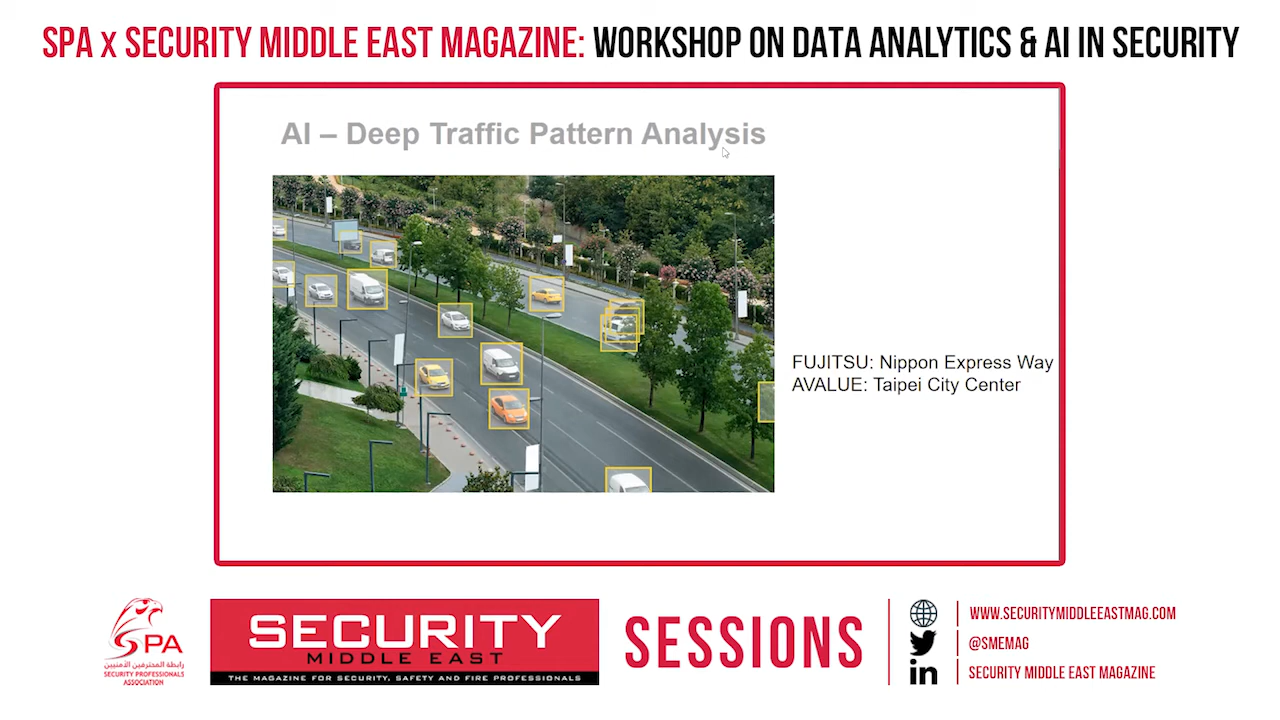 SPA x SECURITY MIDDLE EAST MAGAZINE: WORKSHOP ON DATA ANALYTICS & AI IN SECURITY
AI – Deep Traffic Pattern Analysis
FUJITSU: Nippon Express Way
AVALUE: Taipei City Center
SPA
رابطة المحترفين الأمنيين
SECURITY PROFESSIONALS
ASSOCIATION
SECURITY
MIDDLE EAST
THE MAGAZINE FOR SECURITY, SAFETY AND FIRE PROFESSIONALS
SESSIONS
WWW.SECURITYMIDDLEEASTMAG.COM
@SMEMAG
in
SECURITY MIDDLE EAST MAGAZINE